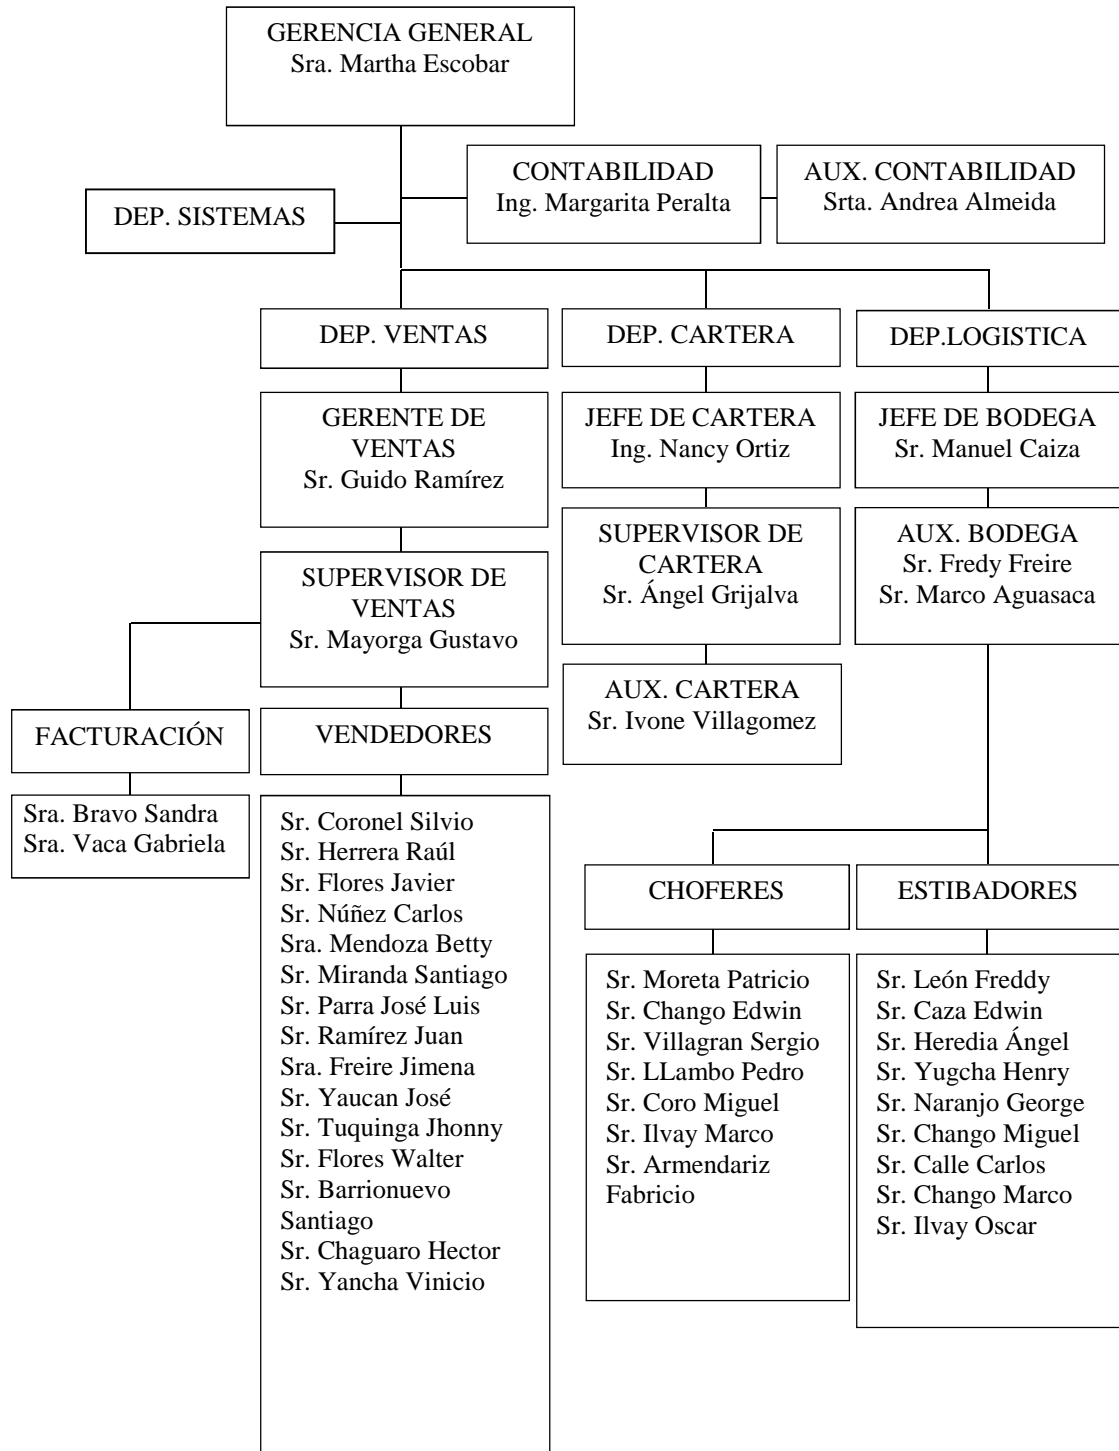 GERENCIA GENERAL
Sra. Martha Escobar
CONTABILIDAD
Ing. Margarita Peralta
AUX. CONTABILIDAD
Srta. Andrea Almeida
DEP. SISTEMAS
DEP. VENTAS
DEP. CARTERA
DEP.LOGISTICA
GERENTE DE
VENTAS
Sr. Guido Ramírez
JEFE DE CARTERA
Ing. Nancy Ortiz
JEFE DE BODEGA
Sr. Manuel Caiza
SUPERVISOR DE
CARTERA
Sr. Ángel Grijalva
AUX. BODEGA
Sr. Fredy Freire
Sr. Marco Aguasaca
SUPERVISOR DE
VENTAS
Sr. Mayorga Gustavo
AUX. CARTERA
Sr. Ivone Villagomez
FACTURACIÓN
VENDEDORES
Sra. Bravo Sandra
Sra. Vaca Gabriela
Sr. Coronel Silvio
Sr. Herrera Raúl
Sr. Flores Javier
Sr. Núñez Carlos
Sra. Mendoza Betty
Sr. Miranda Santiago
Sr. Parra José Luis
Sr. Ramírez Juan
Sra. Freire Jimena
Sr. Yaucan José
Sr. Tuquinga Jhonny
Sr. Flores Walter
Sr. Barrionuevo
Santiago
Sr. Chaguaro Hector
Sr. Yancha Vinicio
CHOFERES
Sr. Moreta Patricio
Sr. Chango Edwin
Sr. Villagran Sergio
Sr. LLambo Pedro
Sr. Coro Miguel
Sr. Ilvay Marco
Sr. Armendariz
Fabricio
ESTIBADORES
Sr. León Freddy
Sr. Caza Edwin
Sr. Heredia Ángel
Sr. Yugcha Henry
Sr. Naranjo George
Sr. Chango Miguel
Sr. Calle Carlos
Sr. Chango Marco
Sr. Ilvay Oscar